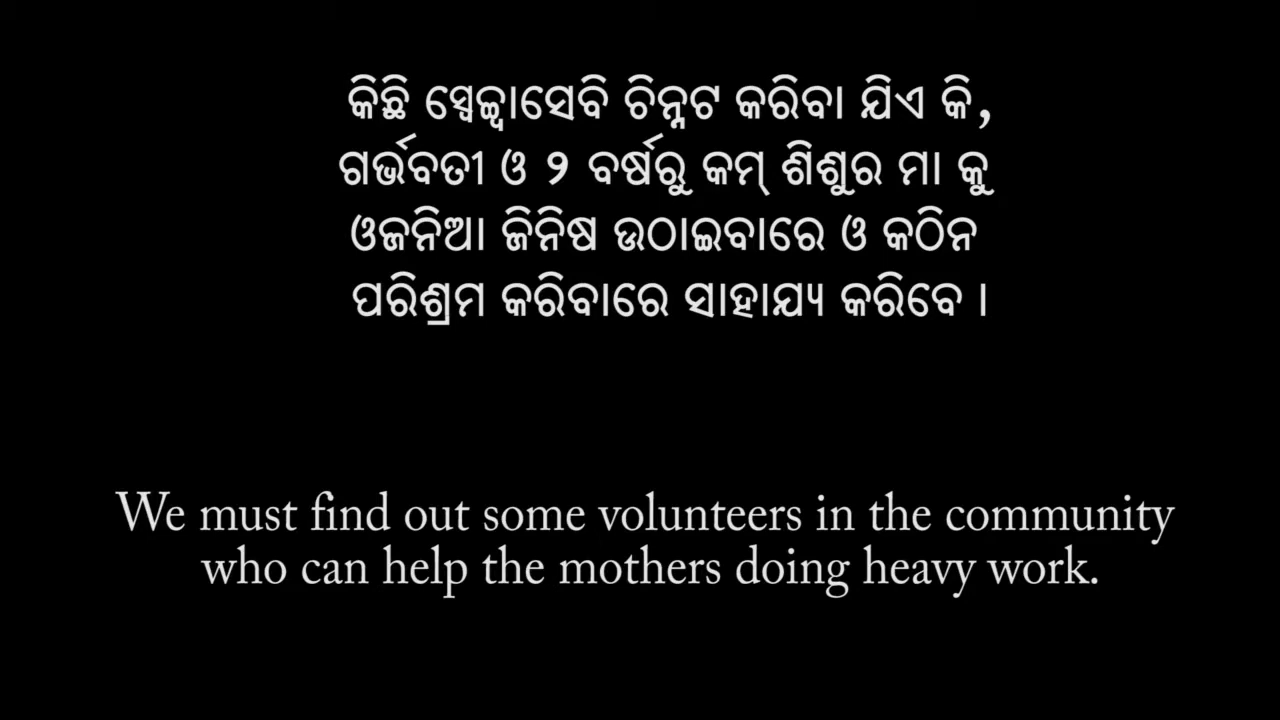 କିଛି ସ୍ବେଚ୍ଛାସେବି ଚିନ୍ନଟ କରିବା ଯିଏ କି,
ଗର୍ଭବତୀ ଓ ୨ ବର୍ଷରୁ କମ୍ ଶିଶୁର ମା କୁ
ଓଜନିଆ ଜିନିଷ ଉଠାଇବାରେ ଓ କଠିନ
ପରିଶ୍ରମ କରିବାରେ ସାହାଯ୍ୟ କରିବେ ।
We must find out some volunteers in the community
who can help the mothers doing heavy work.